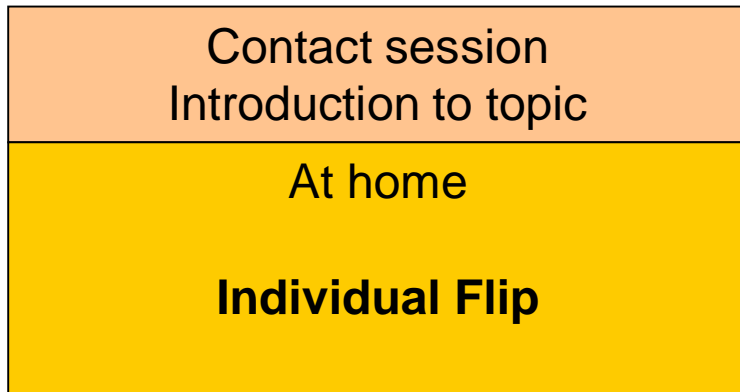 Contact session
Introduction to topic
At home
Individual Flip